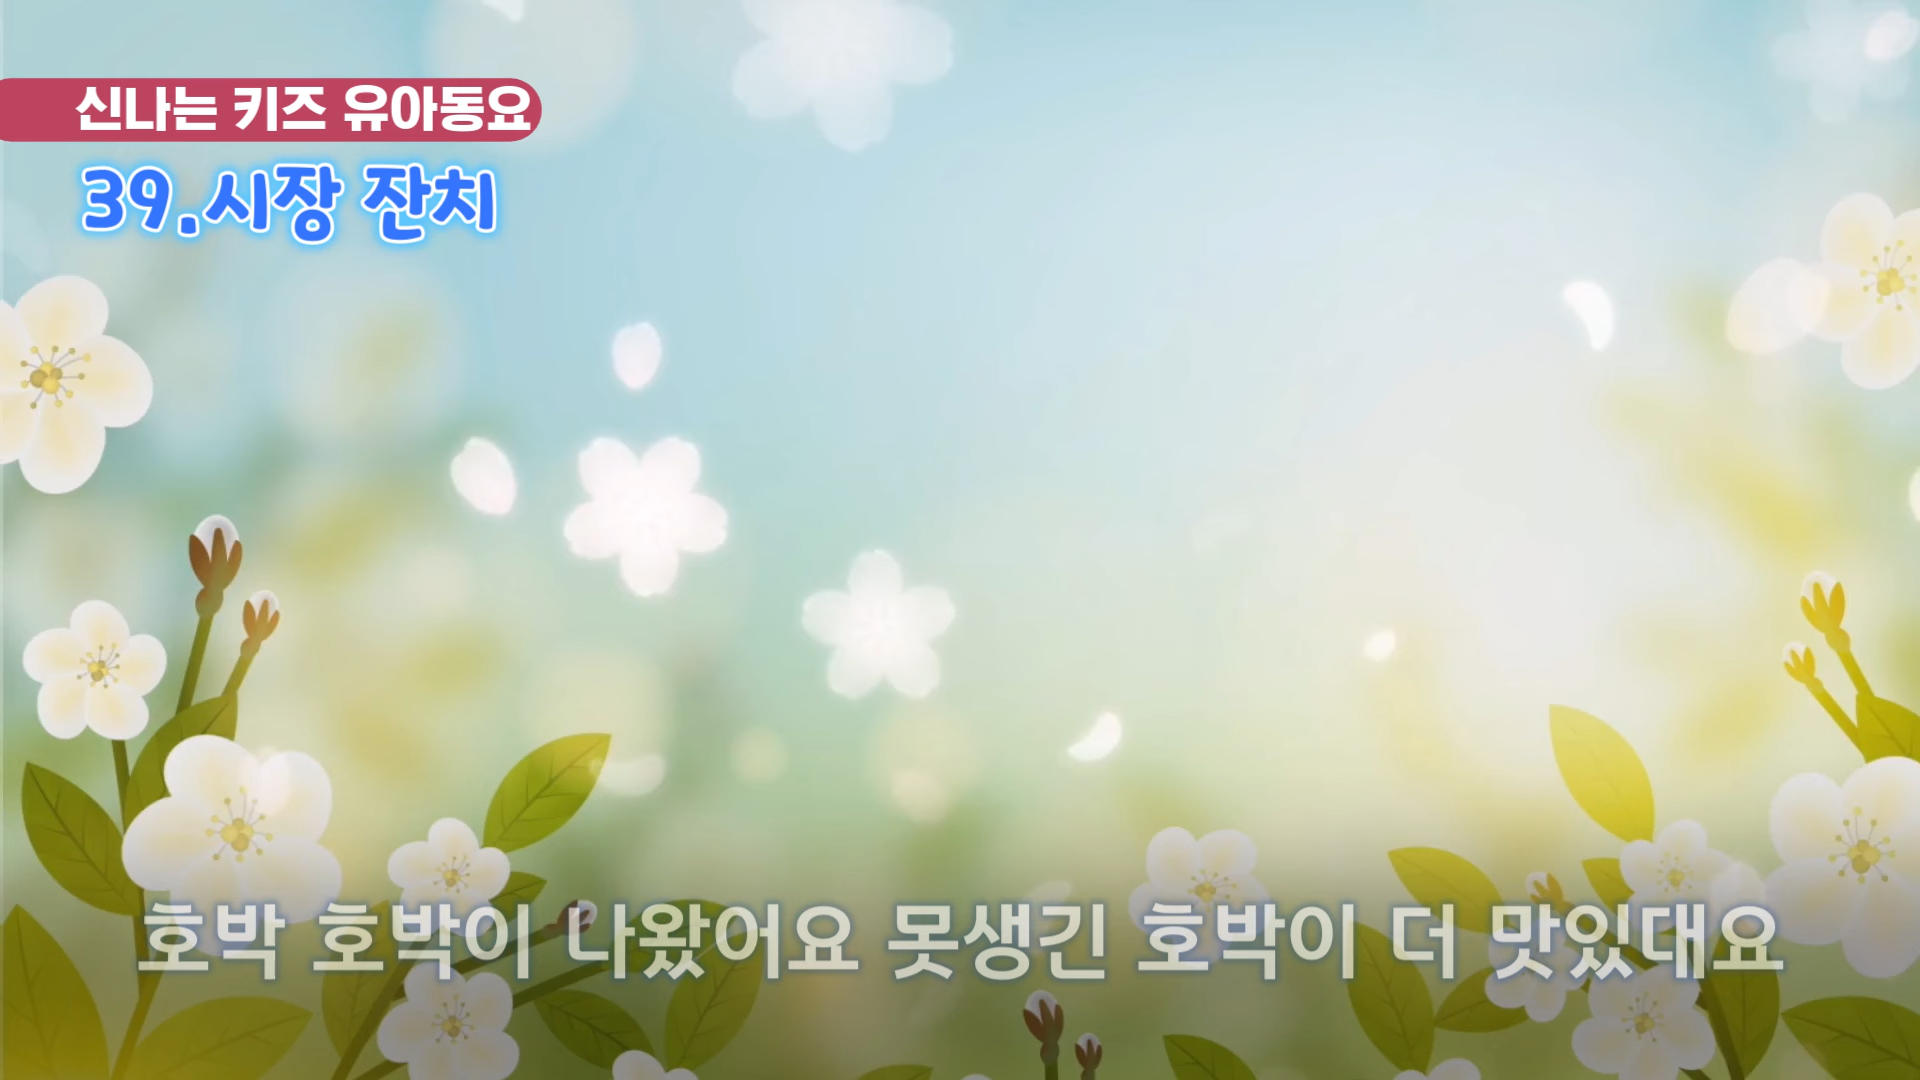 신나는 키즈 유아동요
39.시장 잔치
호박 호박이 나왔어요 못생긴 호박이 더 맛있대요